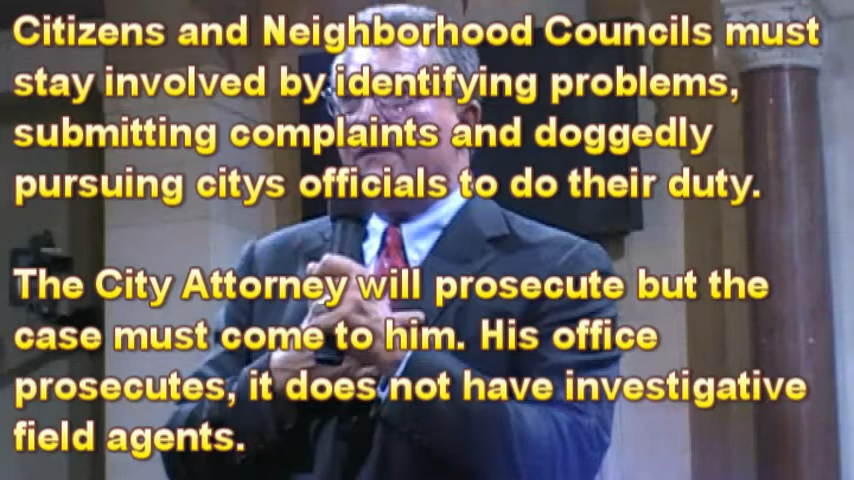 Citizens and Neighborhood Councils must
stay involved by identifying problems,
submitting complaints and doggedly
pursuing citys officials to do their duty.
The City Attorney will prosecute but the
case must come to him. His office
prosecutes, it does not have investigative
field agents.